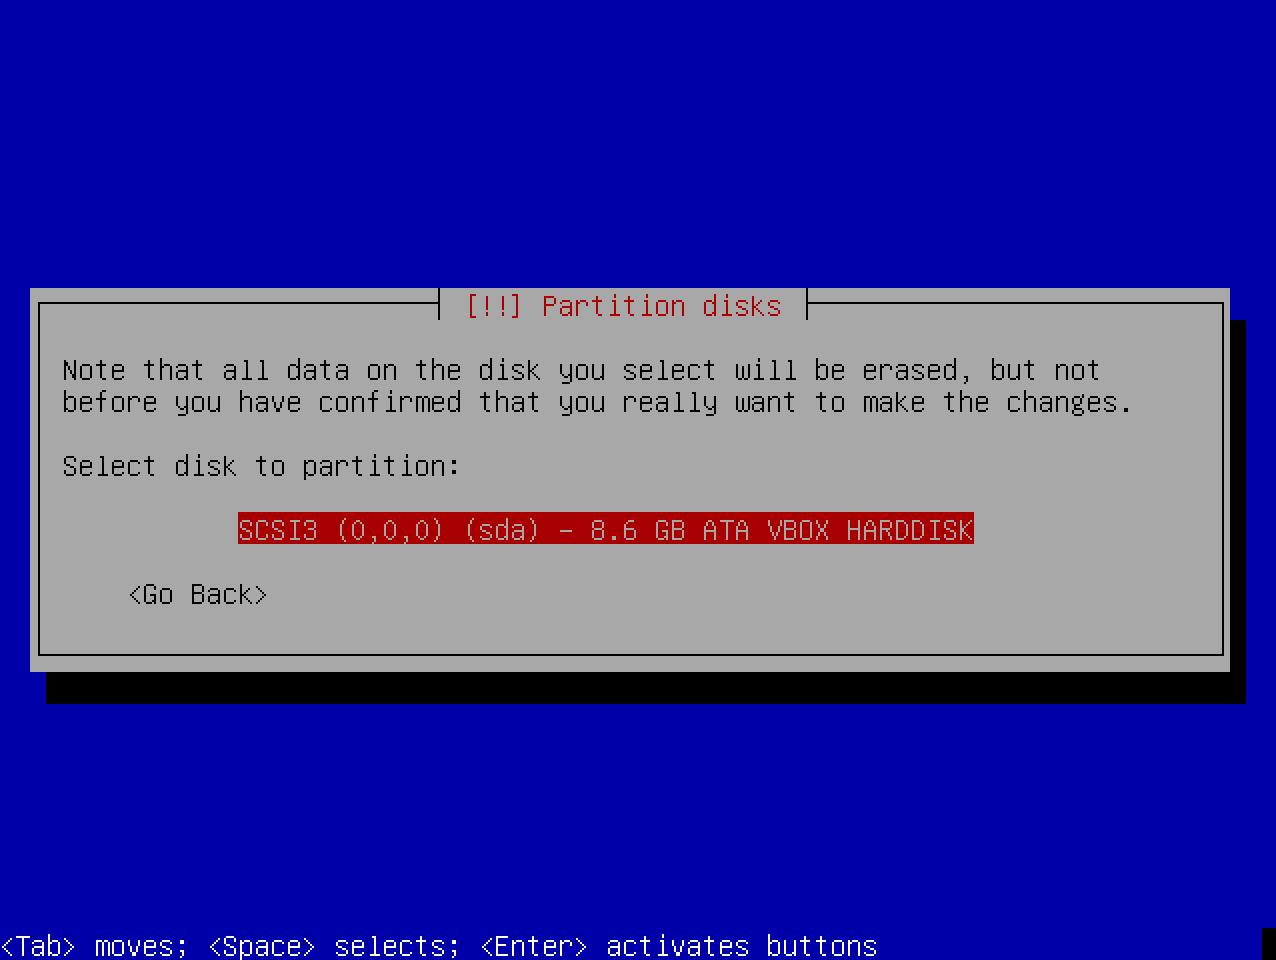 [!!] Partition disks
Note that all data on the disk you select will be erased, but not
before you have confirmed that you really want to make the changes.
Select disk to partition:
SCSI3 (0,0,0) (sda) - 8.6 GB ATA VBOX HARDDISK
<Go Back>
<Tab> moves; <Space> selects; <Enter> activates buttons